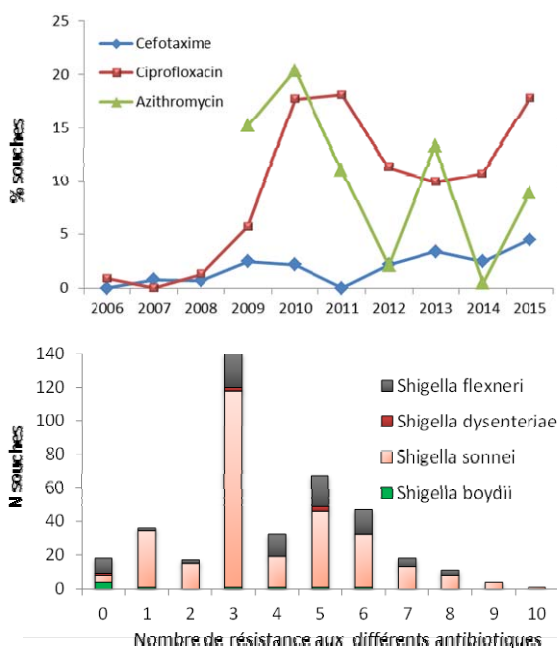 25
20
15
10
5
0
% souches
Cefotaxime
Ciprofloxacin
Azithromycin
2006 2007 2008 2009 2010 2011 2012 2013 2014 2015
140
120
100
80
60
40
20
0
N souches
Shigella flexneri
Shigella dysenteriae
Shigella sonnei
Shigella boydii
0 1 2 3 4 5 6 7 8 9 10
Nombre de résistance aux différents antibiotiques